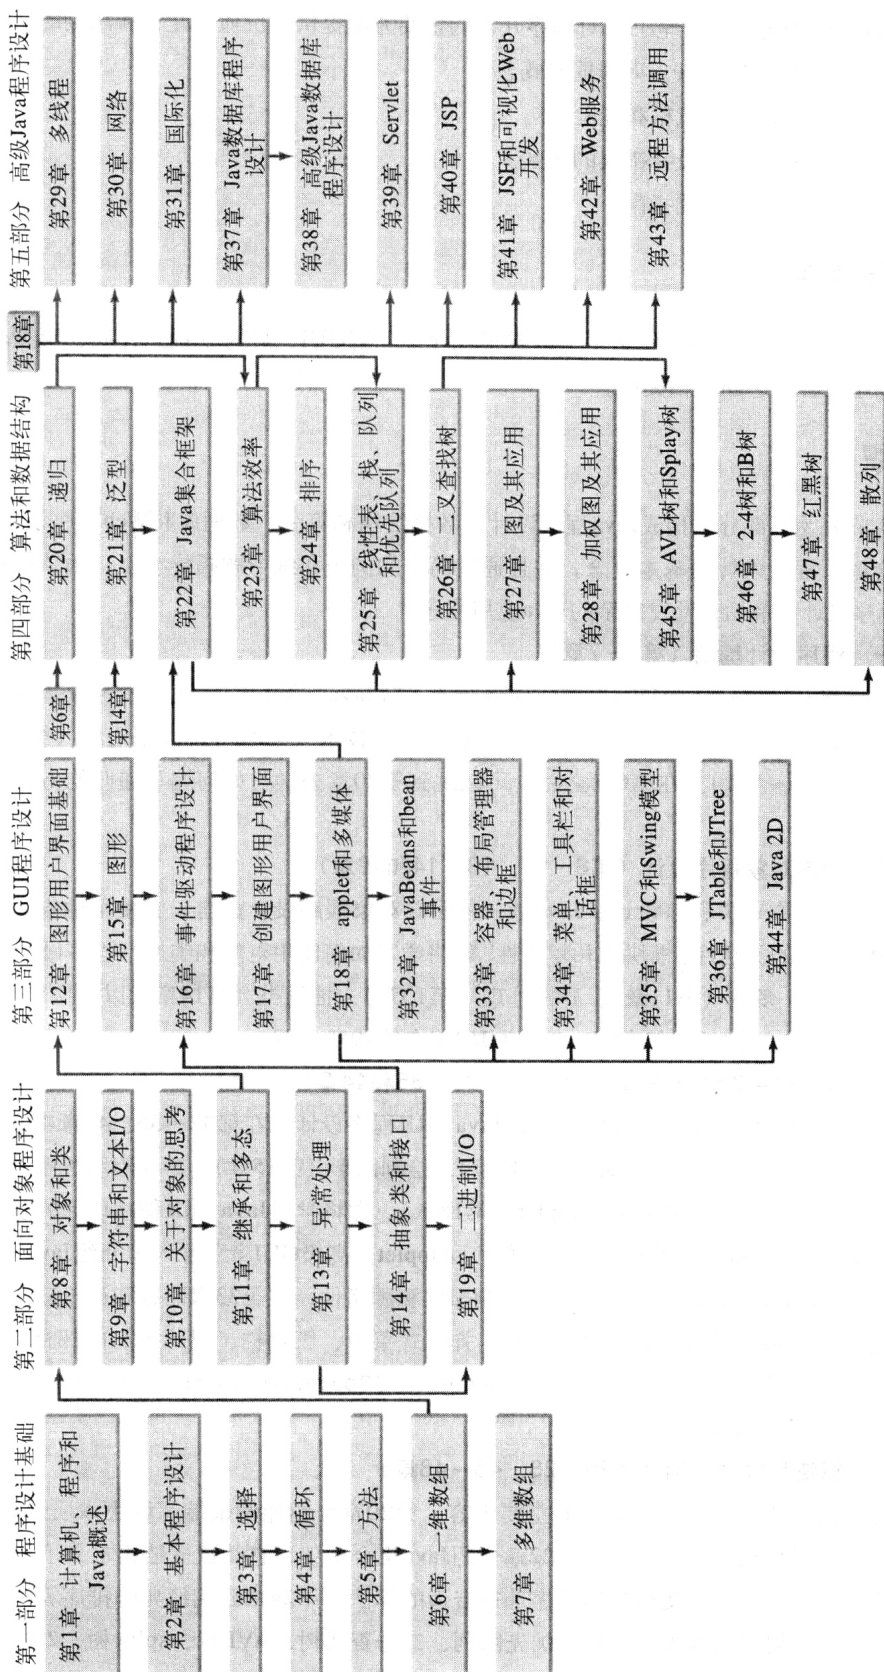 第一部分 程序设计基础
第1章 计算机、程序和
Java概述
第2章 基本程序设计
第3章 选择
第4章 循环
第5章 方法
第6章 一维数组
第7章 多维数组
第二部分 面向对象程序设计
第8章 对象和类
第9章 字符串和文本I/O
第10章 关于对象的思考
第11章 继承和多态
第13章 异常处理
第14章 抽象类和接口
第19章 二进制I/O
第三部分 GUI程序设计
第12章 图形用户界面基础
第15章 图形
第16章 事件驱动程序设计
第17章 创建图形用户界面
第18章 applet和多媒体
第32章 JavaBeans和bean
事件
第33章 容器、布局管理器
和边框
第34章 菜单、工具栏和对
话框
第35章 MVC和Swing模型
第36章 JTable和JTree
第44章 Java 2D
第6章
第14章
第四部分 算法和数据结构
第20章 递归
第21章 泛型
第22章 Java集合框架
第23章 算法效率
第24章 排序
第25章 线性表、栈、队列
和优先队列
第26章 二叉查找树
第27章 图及其应用
第28章 加权图及其应用
第45章 AVL树和Splay树
第46章 2-4树和B树
第47章 红黑树
第48章 散列
第18章
第五部分 高级Java程序设计
第29章 多线程
第30章 网络
第31章 国际化
第37章 Java数据库程序
设计
第38章 高级Java数据库
程序设计
第39章 Servlet
第40章 JSP
第41章 JSF和可视化Web
开发
第42章 Web服务
第43章 远程方法调用